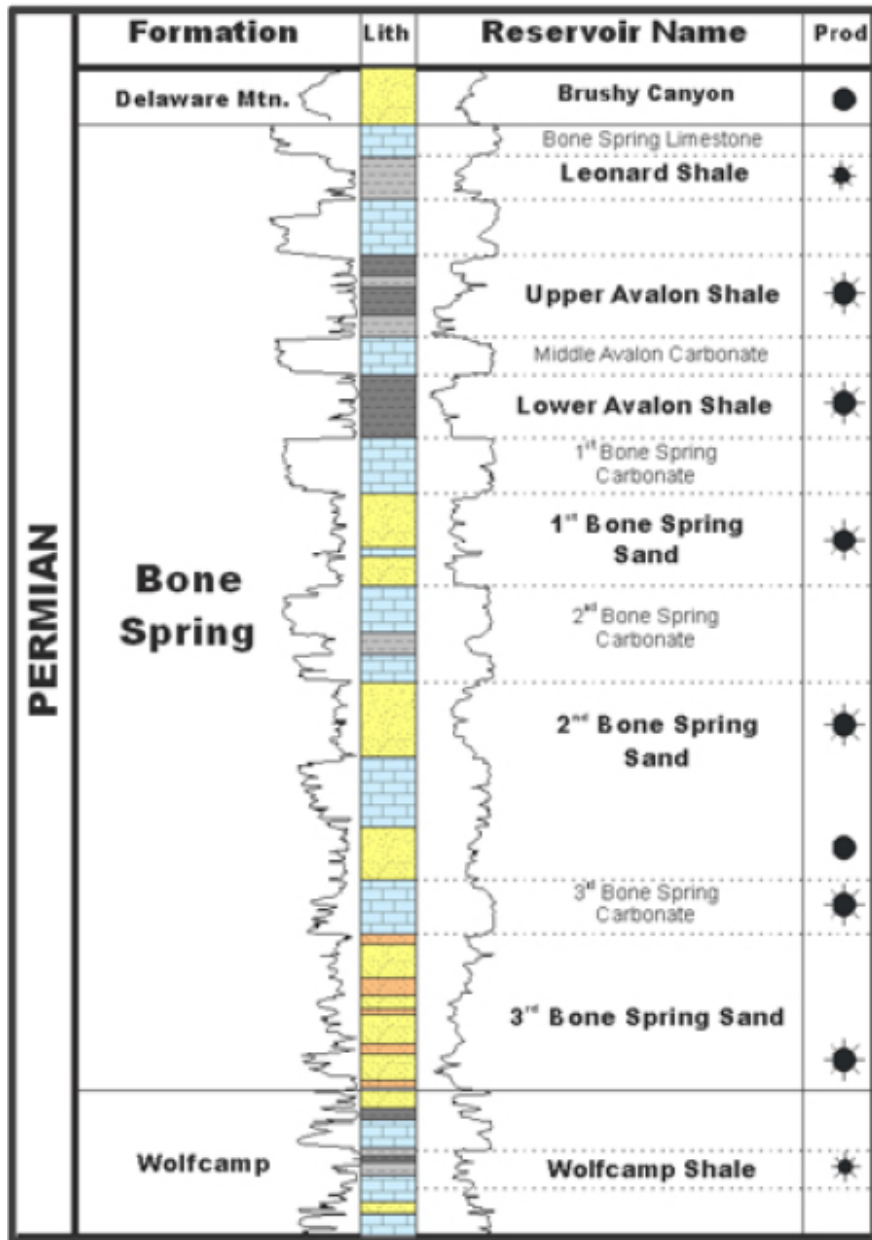 Formation Lith Reservoir Name Prod
PERMIAN
Delaware Mtn. Brushy Canyon
Bone Spring Limestone
Leonard Shale
Upper Avalon Shale
Middle Avalon Carbonate
Lower Avalon Shale
1st Bone Spring
Carbonate
1st Bone Spring
Sand
Bone
Spring
2nd Bone Spring
Carbonate
2nd Bone Spring
Sand
3rd Bone Spring
Carbonate
3rd Bone Spring Sand
Wolfcamp Wolfcamp Shale